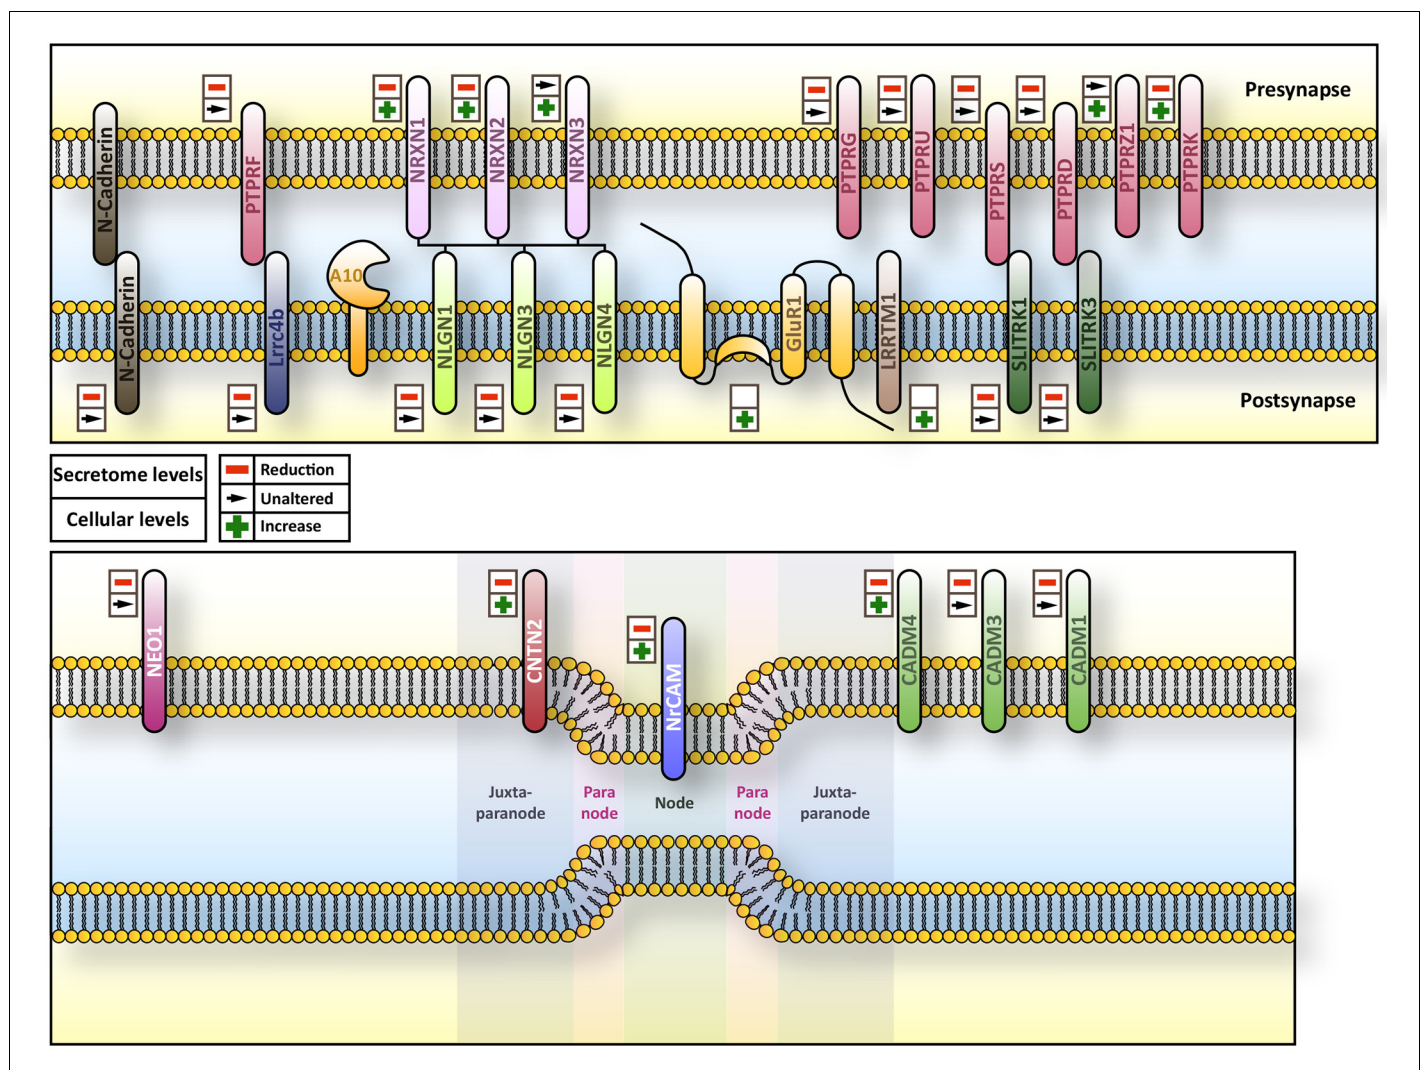 Presynapse
N-Cadherin
PTPRF
NRXN1
NRXN2
NRXN3
PTPRG
PTPRU
PTPRS
PTPRD
PTPRZ1
PTPRK
N-Cadherin
Lrrc4b
A10
NLGN1
NLGN3
NLGN4
GluR1
LRRTM1
SLITRK1
SLITRK3
Postsynapse
Secretome levels
Cellular levels
Reduction
Unaltered
Increase
NEO1
CNTN2
NrCAM
CADM4
CADM3
CADM1
Juxta-
paranode
Para
node
Node
Para
node
Juxta-
paranode